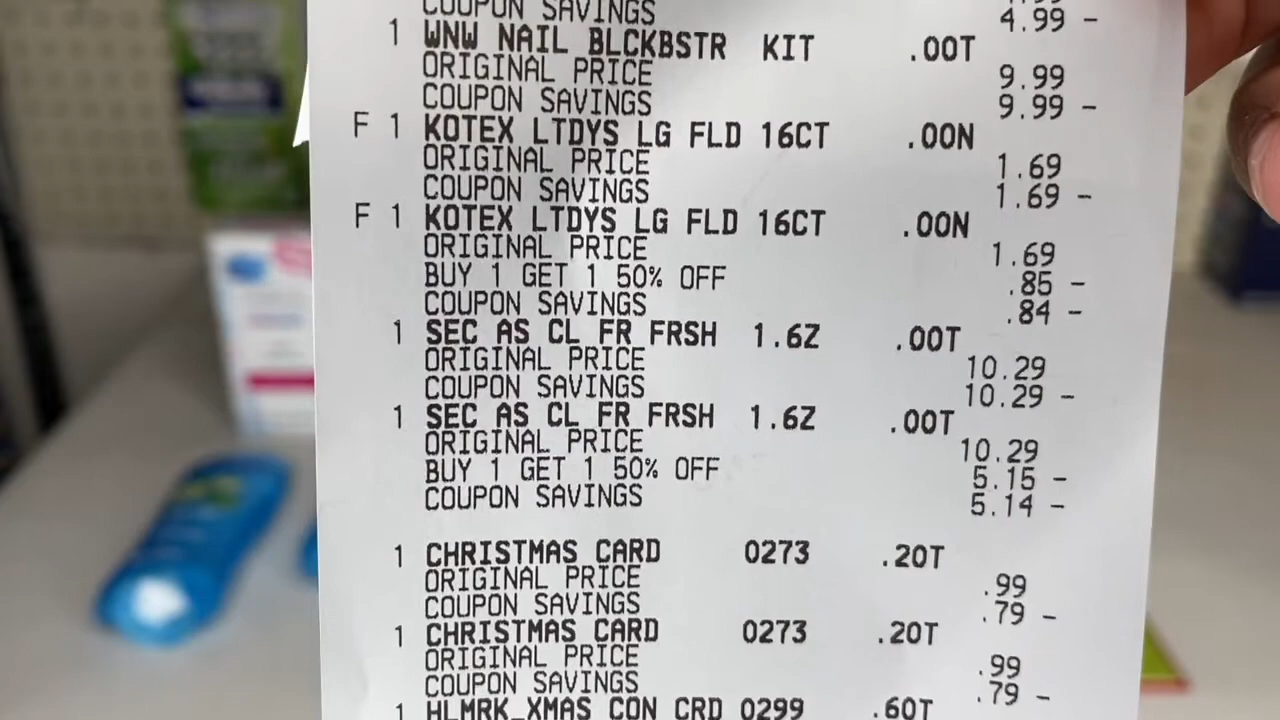 COUPON SAVINGS 4.99 -
1 WNW NAIL BLCKBSTR KIT .00T
ORIGINAL PRICE 9.99
COUPON SAVINGS 9.99 -
F 1 KOTEX LTDYS LG FLD 16CT .00N
ORIGINAL PRICE 1.69
COUPON SAVINGS 1.69 -
F 1 KOTEX LTDYS LG FLD 16CT .00N
ORIGINAL PRICE 1.69
BUY 1 GET 1 50% OFF .85 -
COUPON SAVINGS .84 -
1 SEC AS CL FR FRSH 1.6Z .00T
ORIGINAL PRICE 10.29
COUPON SAVINGS 10.29 -
1 SEC AS CL FR FRSH 1.6Z .00T
ORIGINAL PRICE 10.29
BUY 1 GET 1 50% OFF 5.15 -
COUPON SAVINGS 5.14 -
1 CHRISTMAS CARD 0273 .20T
ORIGINAL PRICE .99
COUPON SAVINGS .79 -
1 CHRISTMAS CARD 0273 .20T
ORIGINAL PRICE .99
COUPON SAVINGS .79 -
1 HLMRK XMAS CON CRD 0299 .60T